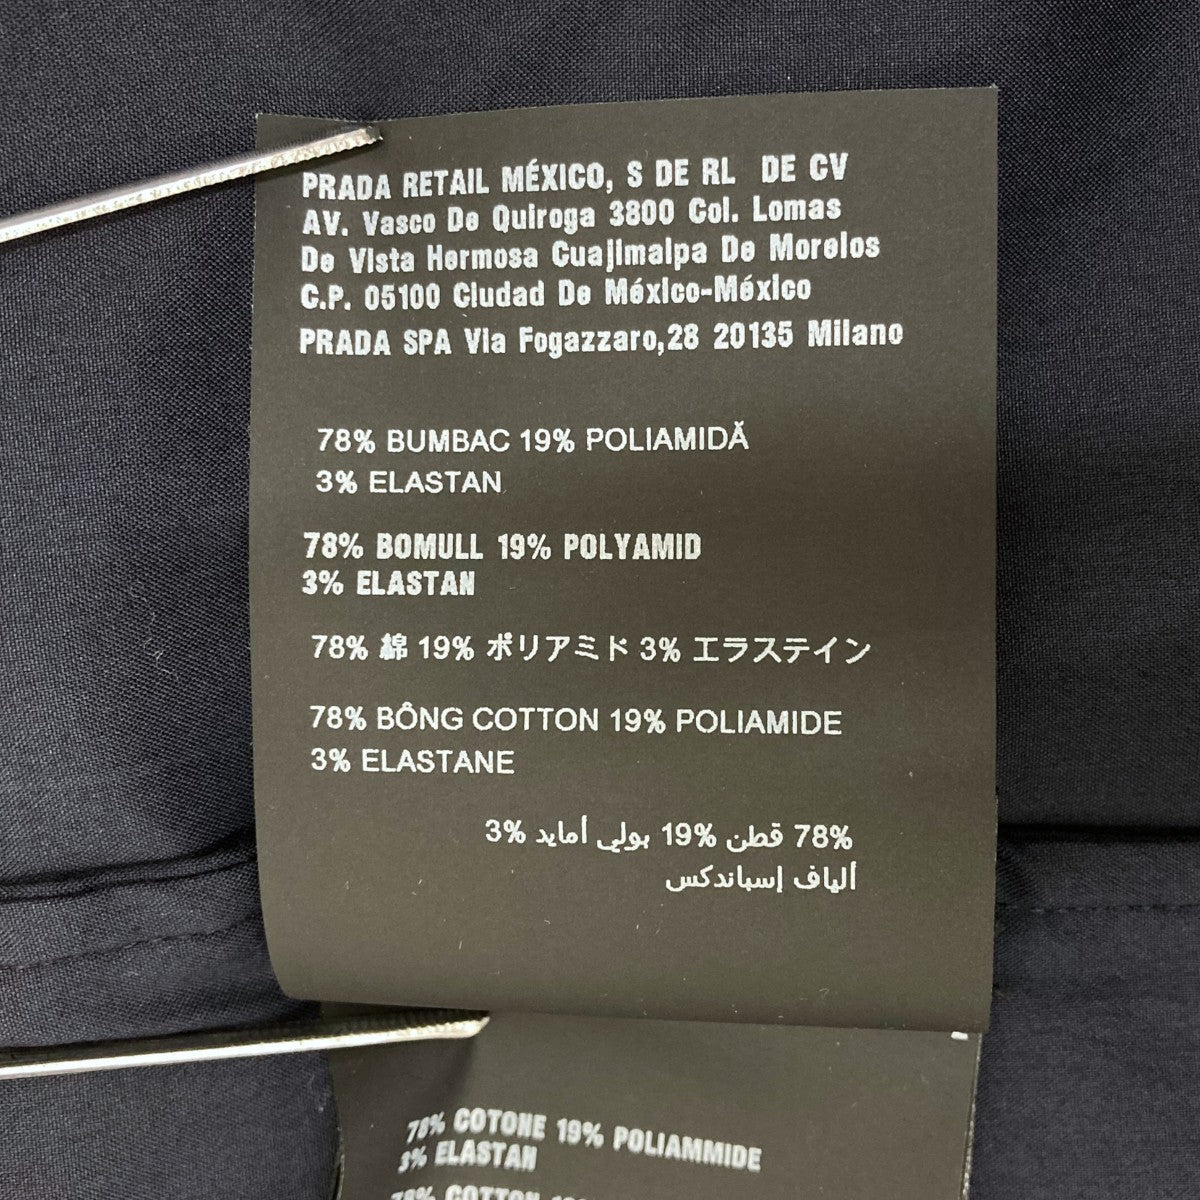 PRADA RETAIL MÉXICO, S DE RL DE CV
AV. Vasco De Quiroga 3800 Col. Lomas
De Vista Hermosa Cuajimalpa De Morelos
C.P. 05100 Ciudad De México-México
PRADA SPA Via Fogazzaro,28 20135 Milano
78% BUMBAC 19% POLIAMIDĂ
3% ELASTAN
78% BOMULL 19% POLYAMID
3% ELASTAN
78% 綿 19% ポリアミド 3% エラステイン
78% BÔNG COTTON 19% POLIAMIDE
3% ELASTANE
78% قطن 19% بولي أمايد 3%
ألياف إسباندكس
78% COTONE 19% POLIAMMIDE
3% ELASTAN
78% COTTON